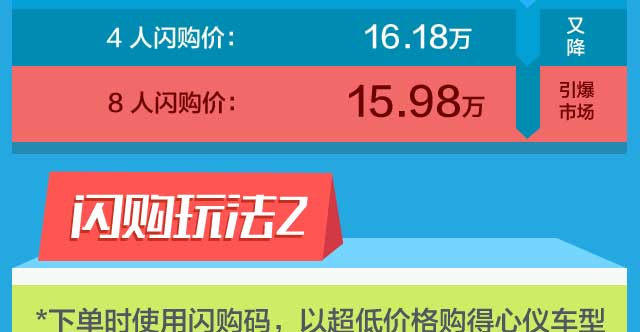 4 人闪购价： 16.18万 又降
8 人闪购价： 15.98万 引爆市场
闪购玩法2
*下单时使用闪购码，以超低价格购得心仪车型